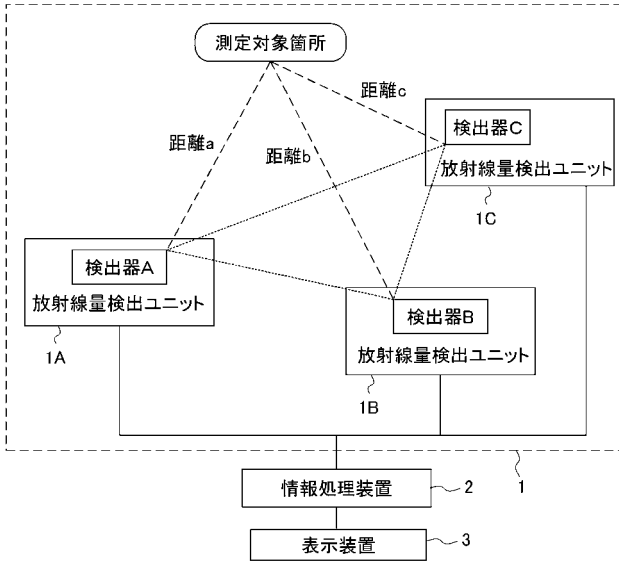 測定対象箇所
距離c
検出器C
距離a
距離b
放射線量検出ユニット
1C
検出器A
放射線量検出ユニット
検出器B
1A
放射線量検出ユニット
1B
1
情報処理装置
2
表示装置
3